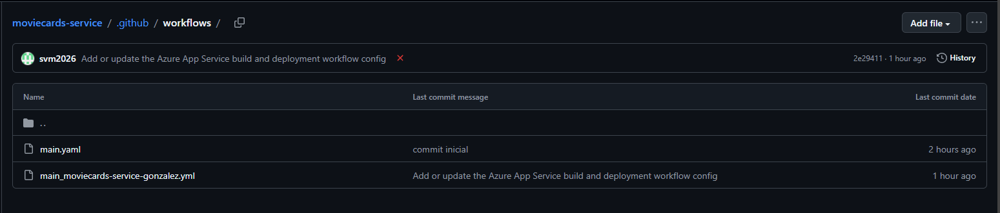 moviecards-service / .github / workflows / Add file ...
svm2026 Add or update the Azure App Service build and deployment workflow config 2e29411 · 1 hour ago History
Name Last commit message Last commit date
..
main.yaml commit inicial 2 hours ago
main_moviecards-service-gonzalez.yml Add or update the Azure App Service build and deployment workflow config 1 hour ago